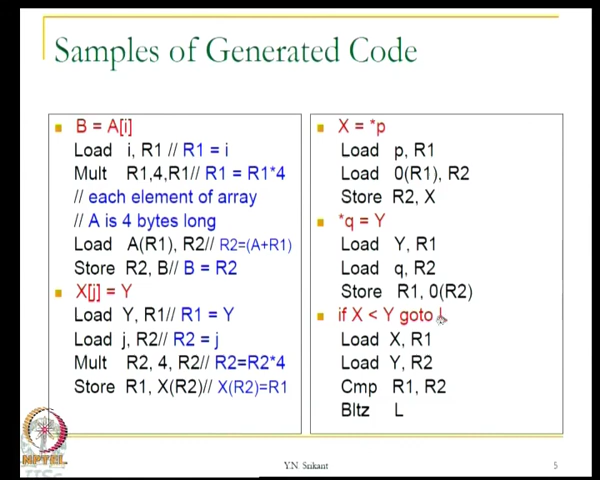 Samples of Generated Code
B = A[i]
Load i, R1 // R1 = i
Mult R1,4,R1// R1 = R1*4
// each element of array
// A is 4 bytes long
Load A(R1), R2// R2=(A+R1)
Store R2, B// B = R2
X[j] = Y
Load Y, R1// R1 = Y
Load j, R2// R2 = j
Mult R2, 4, R2// R2=R2*4
Store R1, X(R2)// X(R2)=R1
X = *p
Load p, R1
Load 0(R1), R2
Store R2, X
*q = Y
Load Y, R1
Load q, R2
Store R1, 0(R2)
if X < Y goto L
Load X, R1
Load Y, R2
Cmp R1, R2
Bltz L
NPTEL
Y.N. Srikant
5